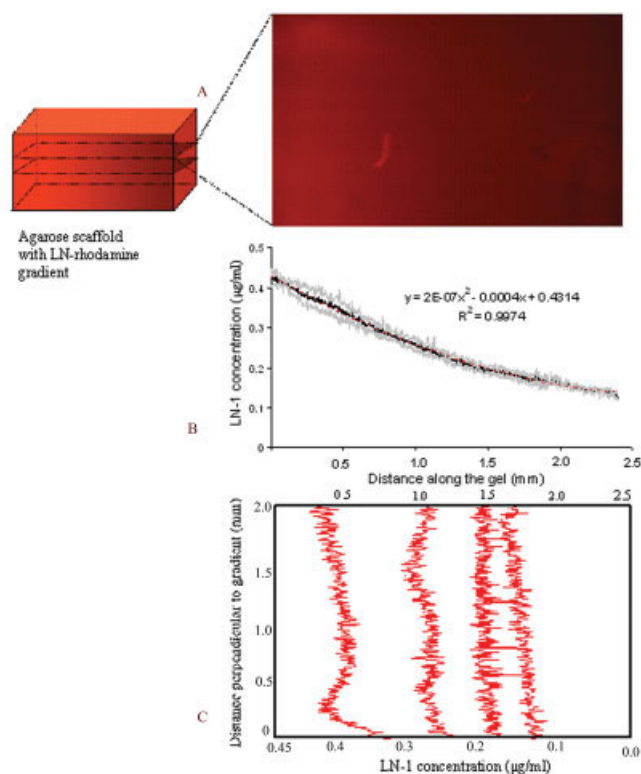 A
Agarose scaffold
with LN-rhodamine
gradient
B
LN-1 concentration (µg/ml)
0.5
0.4
0.3
0.2
0.1
0
y = 2E-07x² - 0.0004x + 0.4314
R² = 0.9974
0.5 1.0 1.5 2.0 2.5
Distance along the gel (mm)
0.5 1.0 1.5 2.0 2.5
C
Distance perpendicular to gradient (mm)
2.0
1.5
1.0
0.5
0
0.45 0.4 0.3 0.2 0.1 0.0
LN-1 concentration (µg/ml)